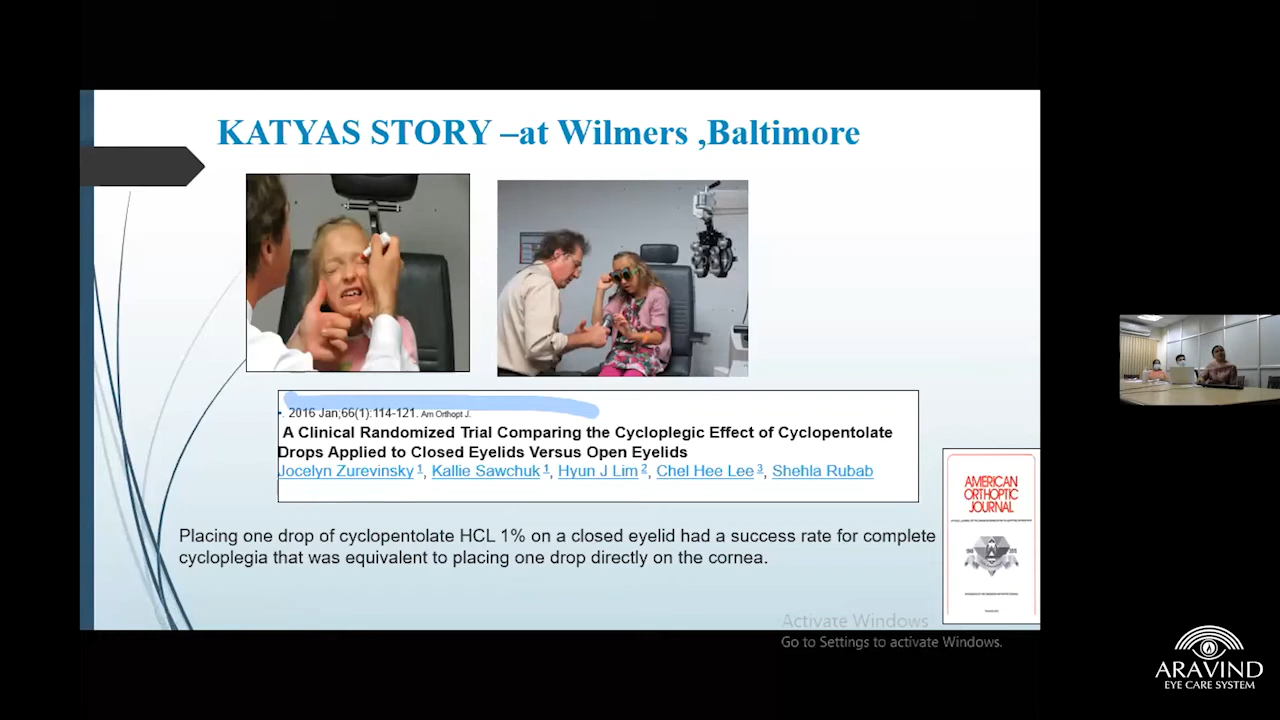 KATYAS STORY –at Wilmers ,Baltimore
. 2016 Jan,66(1):114-121. Am Orthopt J.
A Clinical Randomized Trial Comparing the Cycloplegic Effect of Cyclopentolate
Drops Applied to Closed Eyelids Versus Open Eyelids
Jocelyn Zurevinsky 1, Kallie Sawchuk 1, Hyun J Lim 2, Chel Hee Lee 3, Shehla Rubab
Placing one drop of cyclopentolate HCL 1% on a closed eyelid had a success rate for complete
cycloplegia that was equivalent to placing one drop directly on the cornea.
AMERICAN
ORTHOPTIC
JOURNAL
Activate Windows
Go to Settings to activate Windows.
ARAVIND
EYE CARE SYSTEM